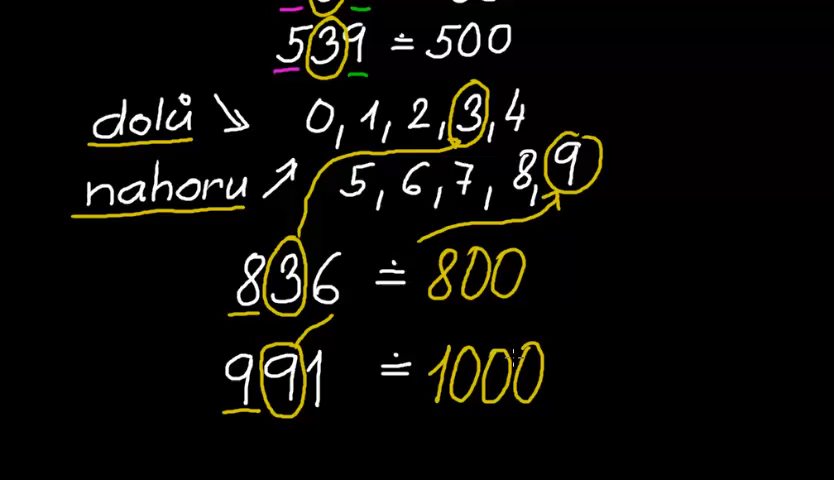 539 ≐ 500
dolů ↘ 0, 1, 2, 3, 4
nahoru ↗ 5, 6, 7, 8, 9
836 ≐ 800
991 ≐ 1000